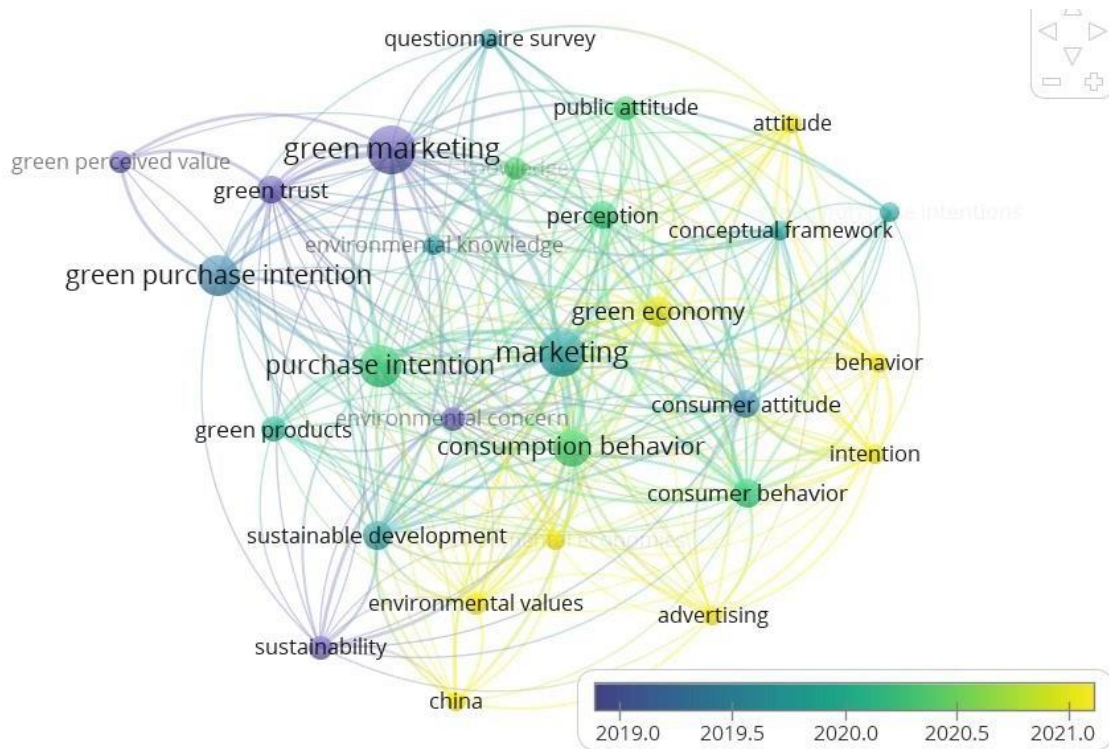 questionnaire survey
public attitude
attitude
green marketing
green perceived value
knowledge
green trust
intentions
perception
conceptual framework
environmental knowledge
green purchase intention
green economy
marketing
purchase intention
behavior
consumer attitude
environmental concern
green products
consumption behavior
intention
consumer behavior
sustainable development
environmental values
advertising
sustainability
china
2019.0 2019.5 2020.0 2020.5 2021.0